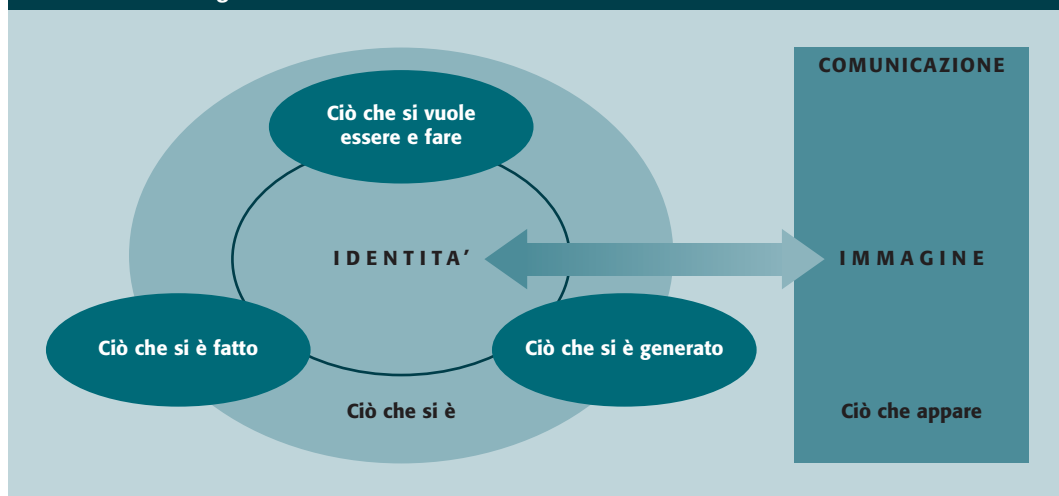 COMUNICAZIONE
Ciò che si vuole
essere e fare
IDENTITA’
IMMAGINE
Ciò che si è fatto
Ciò che si è generato
Ciò che si è
Ciò che appare